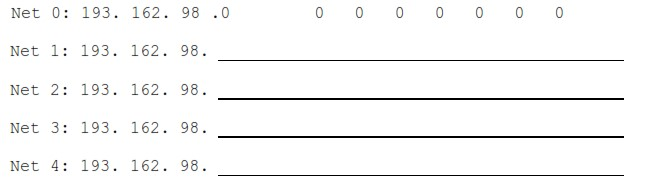 Net 0: 193. 162. 98 .0 0 0 0 0 0 0 0
Net 1: 193. 162. 98.
Net 2: 193. 162. 98.
Net 3: 193. 162. 98.
Net 4: 193. 162. 98.